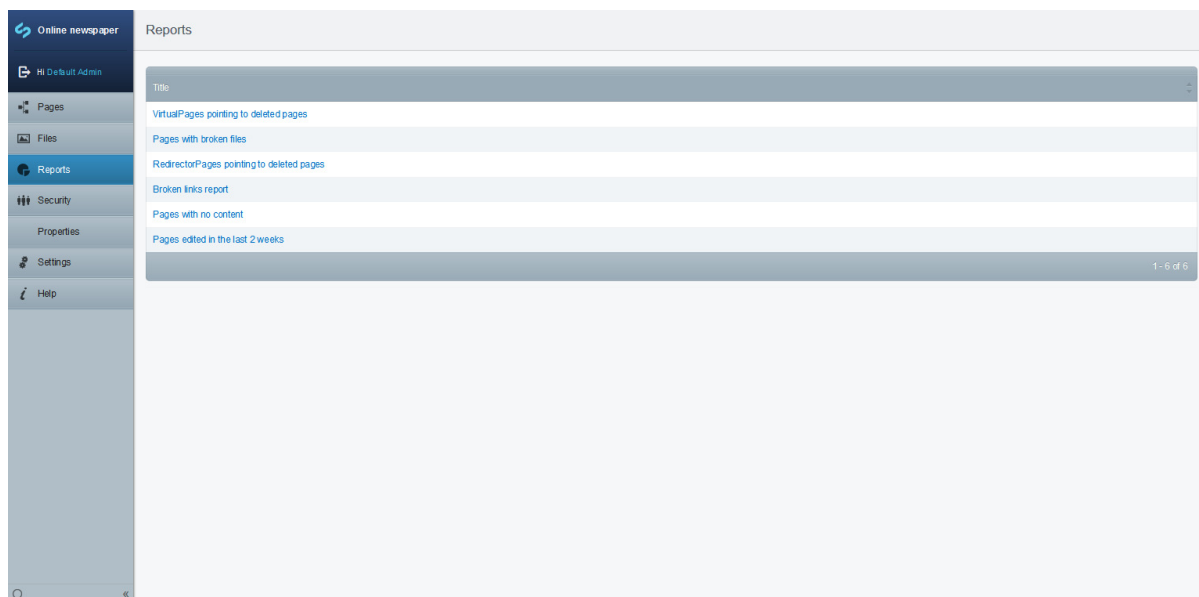 Online newspaper
Reports
Hi Default Admin
Pages
Files
Reports
Security
Properties
Settings
Help
Title
VirtualPages pointing to deleted pages
Pages with broken files
RedirectorPages pointing to deleted pages
Broken links report
Pages with no content
Pages edited in the last 2 weeks
1 - 6 of 6